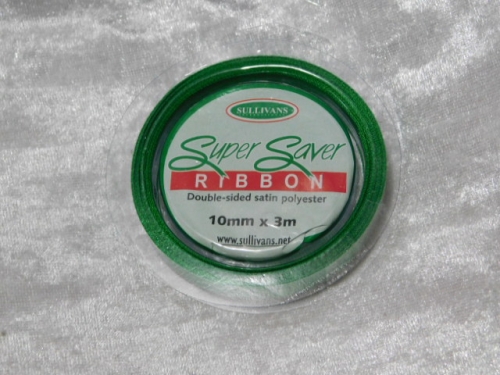 SULLIVANS
Super Saver
RIBBON
Double-sided satin polyester
10mm x 3m
www.sullivans.net